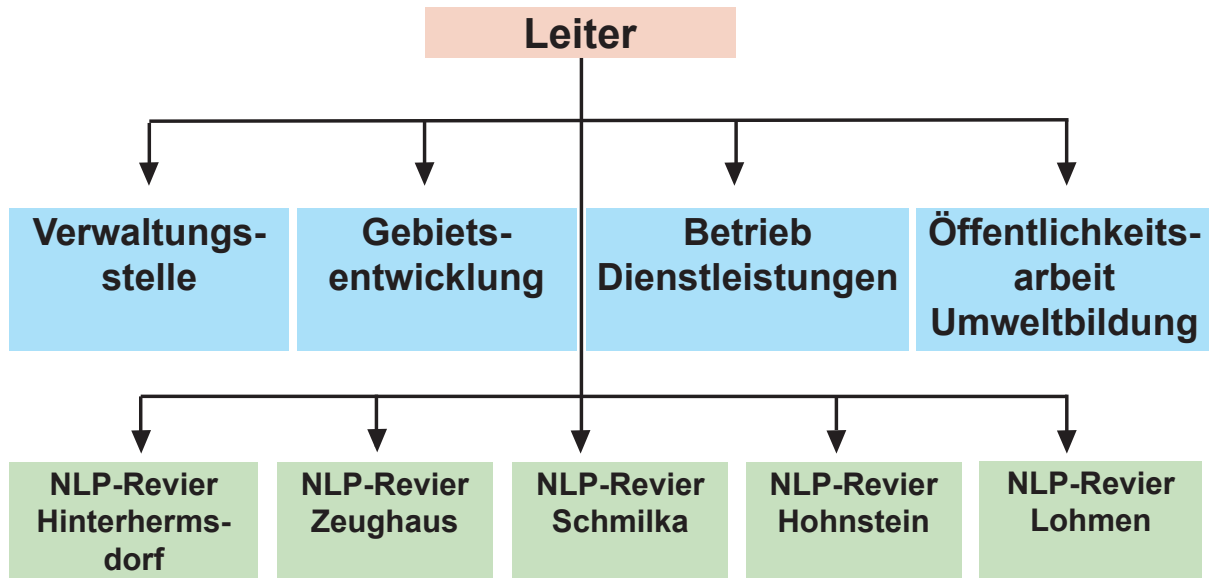 Leiter
Verwaltungs-
stelle
Gebiets-
entwicklung
Betrieb
Dienstleistungen
Öffentlichkeits-
arbeit
Umweltbildung
NLP-Revier
Hinterherms-
dorf
NLP-Revier
Zeughaus
NLP-Revier
Schmilka
NLP-Revier
Hohnstein
NLP-Revier
Lohmen